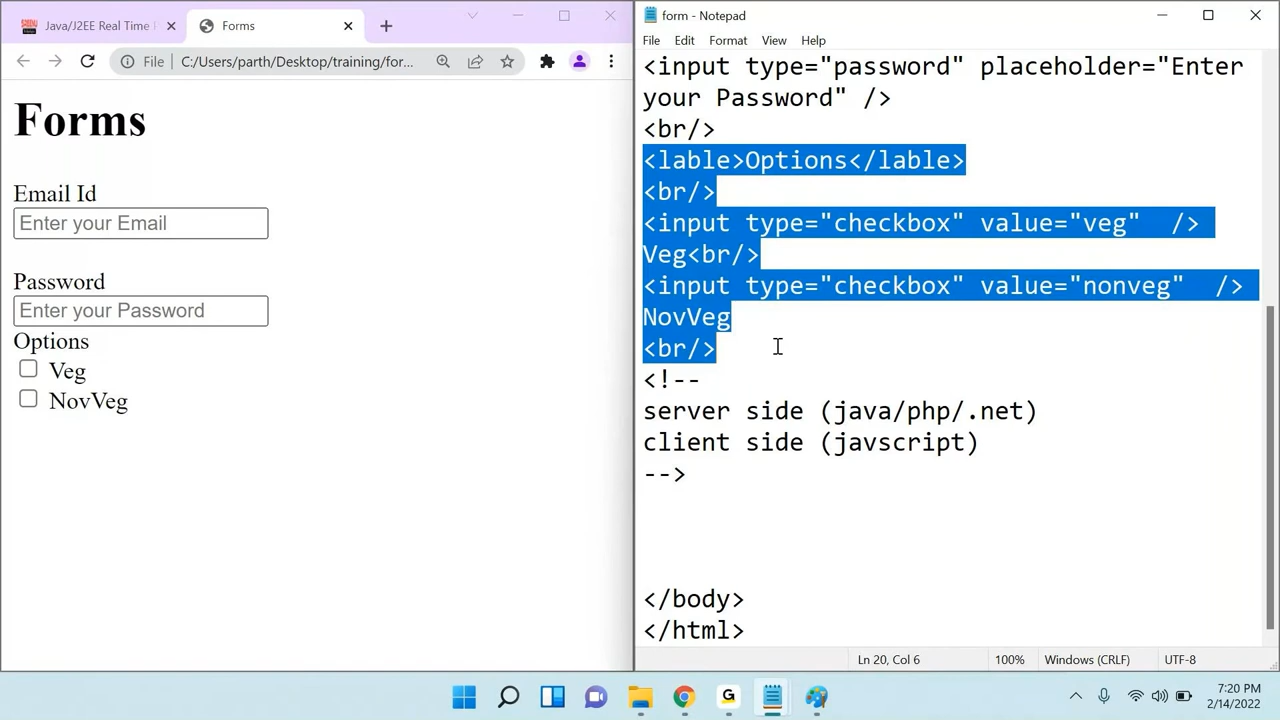 Java/J2EE Real Time
Forms
File C:/Users/parth/Desktop/training/for...
Forms
Email Id
Enter your Email
Password
Enter your Password
Options
Veg
NovVeg
form - Notepad
File Edit Format View Help
<input type="password" placeholder="Enter
your Password" />
<br/>
<lable>Options</lable>
<br/>
<input type="checkbox" value="veg"  />
Veg<br/>
<input type="checkbox" value="nonveg"  />
NovVeg
<br/>
<!--
server side (java/php/.net)
client side (javscript)
-->
</body>
</html>
Ln 20, Col 6 100% Windows (CRLF) UTF-8
G
7:20 PM
2/14/2022